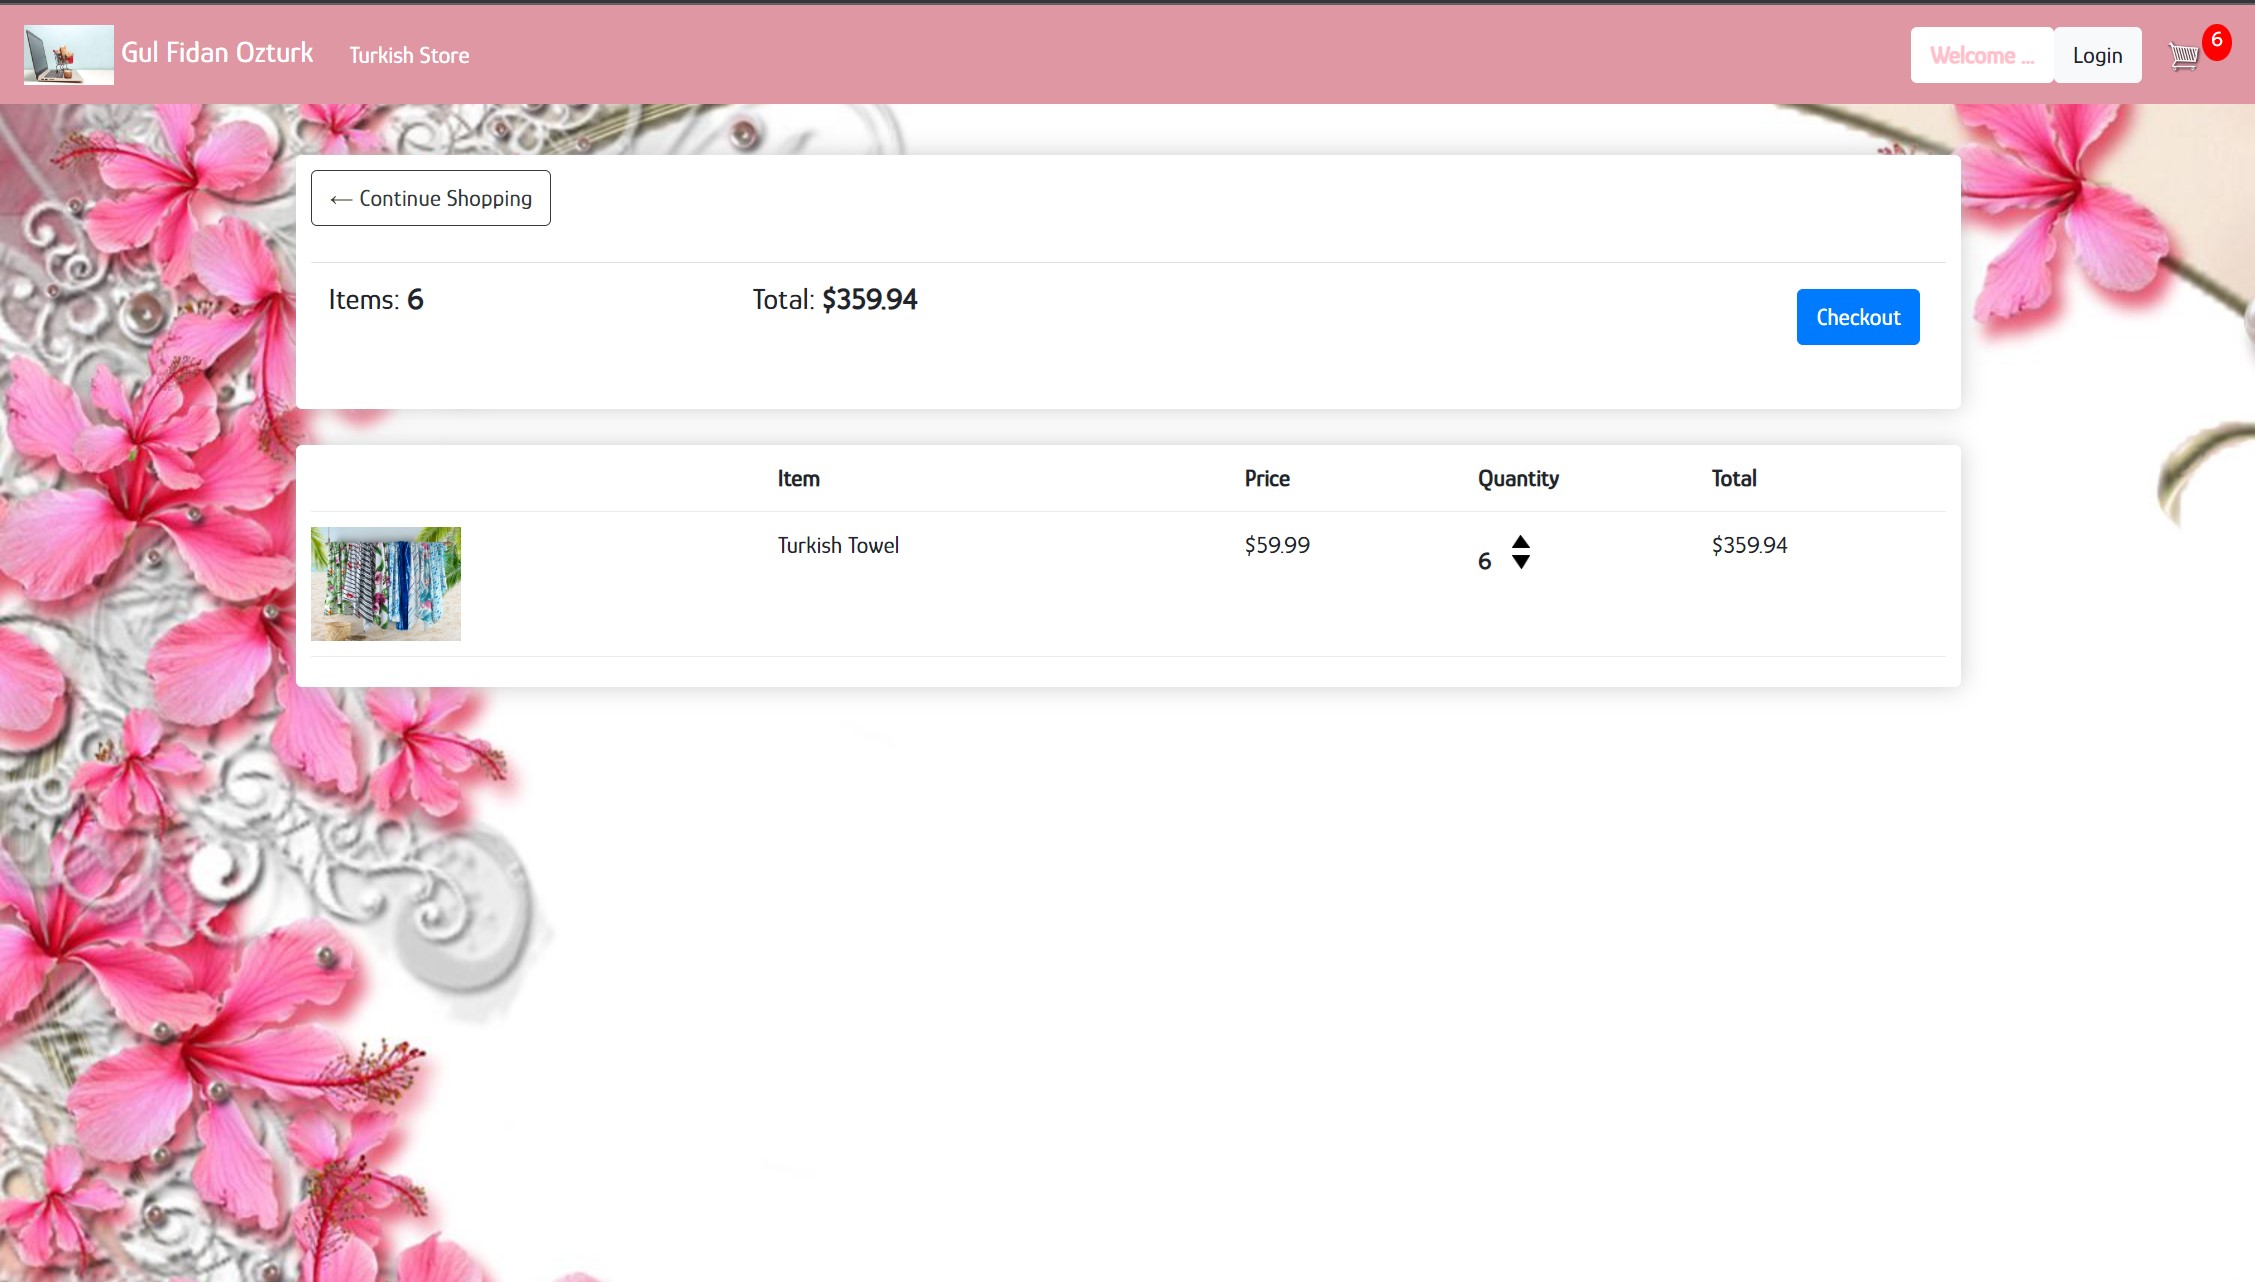 Gul Fidan Ozturk
Turkish Store
Welcome ...
Login
6
← Continue Shopping
Items: 6
Total: $359.94
Checkout
Item Price Quantity Total
Turkish Towel $59.99 6 $359.94